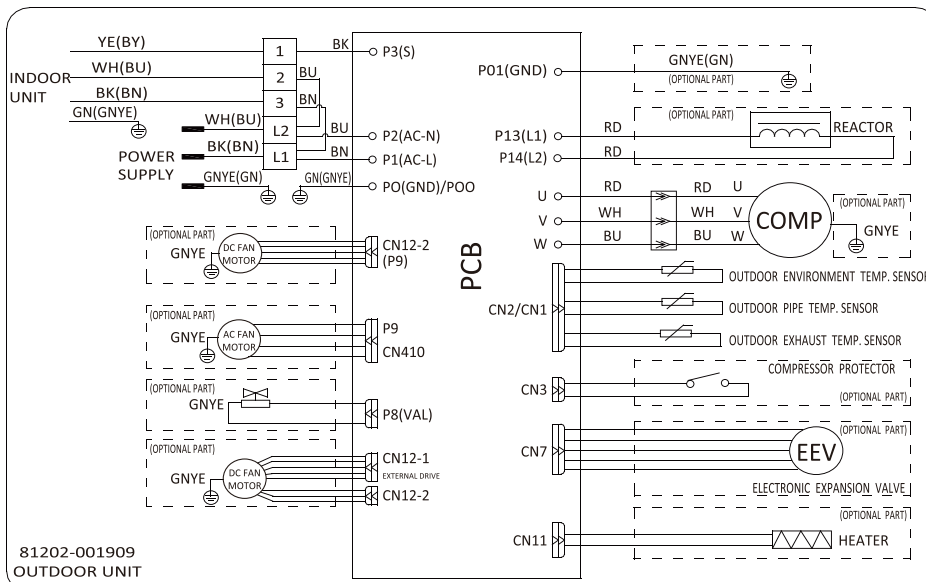 YE(BY)
WH(BU)
INDOOR
UNIT
BK(BN)
GN(GNYE)
1
2
3
L2
L1
BK
BU
BN
BU
BN
P3(S)
P2(AC-N)
P1(AC-L)
WH(BU)
BK(BN)
POWER
SUPPLY
GNYE(GN)
GN(GNYE)
PO(GND)/POO
(OPTIONAL PART)
GNYE
DC FAN
MOTOR
CN12-2
(P9)
(OPTIONAL PART)
GNYE
AC FAN
MOTOR
P9
CN410
(OPTIONAL PART)
GNYE
P8(VAL)
(OPTIONAL PART)
GNYE
DC FAN
MOTOR
CN12-1
EXTERNAL DRIVE
CN12-2
81202-001909
OUTDOOR UNIT
PCB
P01(GND)
GNYE(GN)
(OPTIONAL PART)
(OPTIONAL PART)
P13(L1)
RD
REACTOR
P14(L2)
RD
U
RD
RD
U
V
WH
WH
V
W
BU
BU
W
COMP
(OPTIONAL PART)
GNYE
CN2/CN1
OUTDOOR ENVIRONMENT TEMP. SENSOR
OUTDOOR PIPE TEMP. SENSOR
OUTDOOR EXHAUST TEMP. SENSOR
COMPRESSOR PROTECTOR
CN3
(OPTIONAL PART)
(OPTIONAL PART)
CN7
EEV
ELECTRONIC EXPANSION VALVE
(OPTIONAL PART)
CN11
HEATER